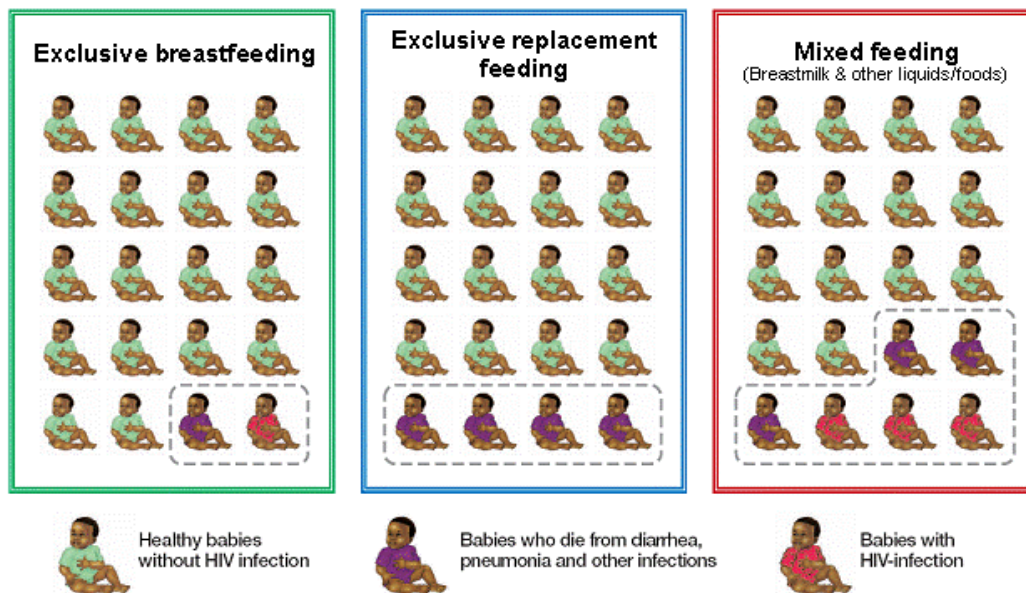 Exclusive breastfeeding
Exclusive replacement
feeding
Mixed feeding
(Breastmilk & other liquids/foods)
Healthy babies
without HIV infection
Babies who die from diarrhea,
pneumonia and other infections
Babies with
HIV-infection